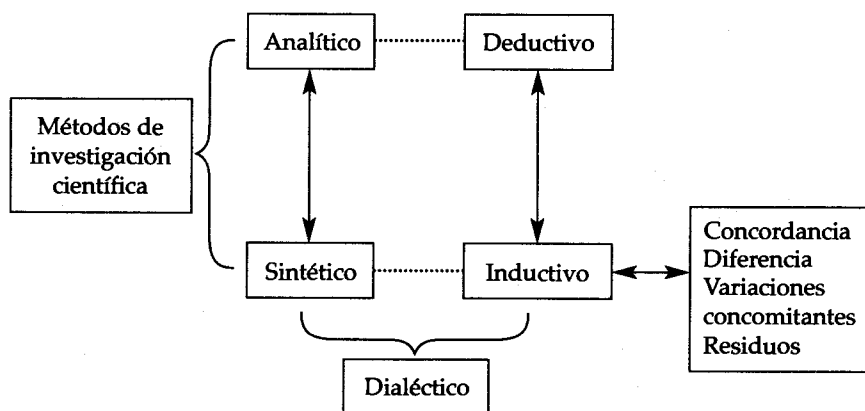 Analítico
Deductivo
Métodos de
investigación
científica
Sintético
Inductivo
Concordancia
Diferencia
Variaciones
concomitantes
Residuos
Dialéctico